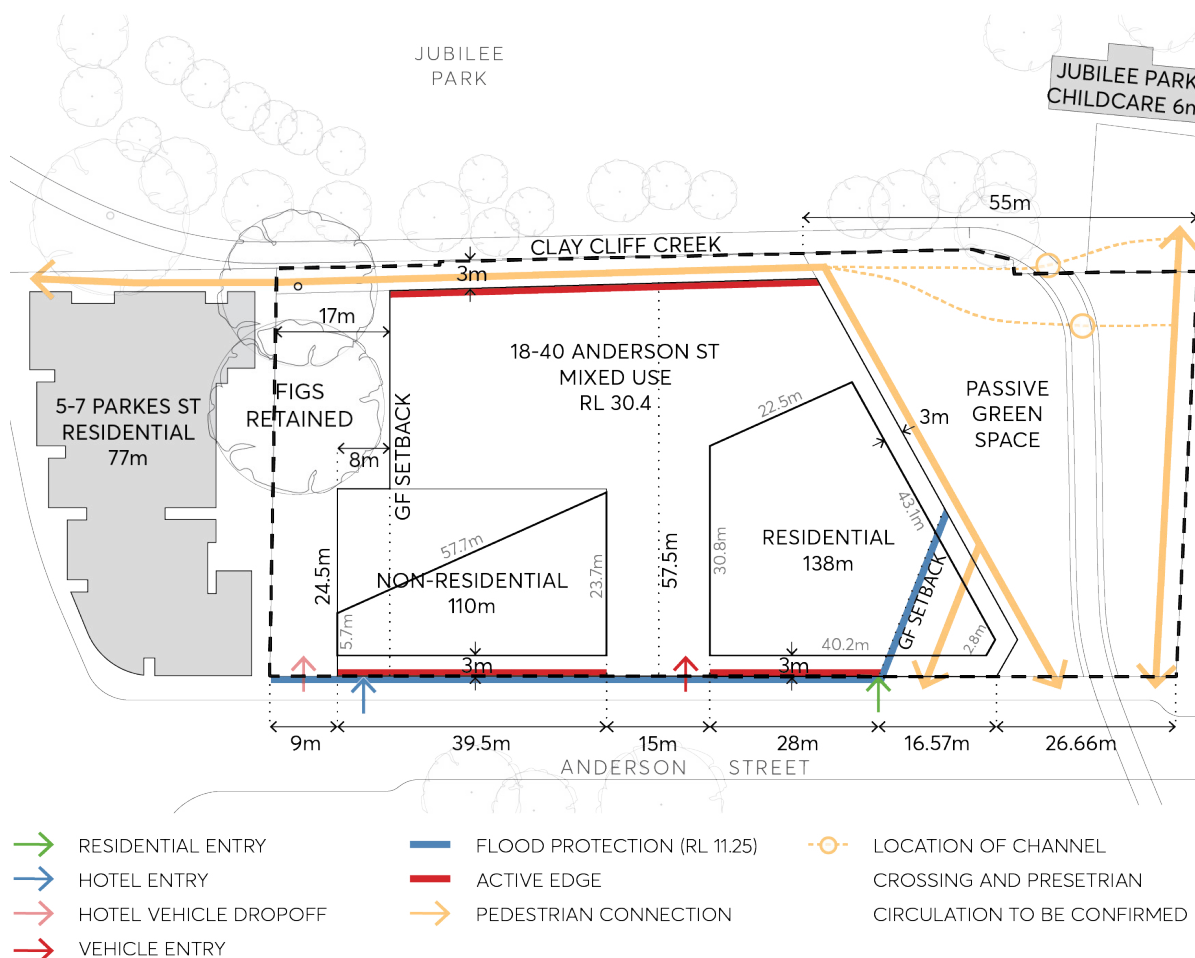 JUBILEE
PARK
JUBILEE PARK
CHILDCARE 6m
55m
CLAY CLIFF CREEK
3m
17m
18-40 ANDERSON ST
MIXED USE
RL 30.4
5-7 PARKES ST
RESIDENTIAL
77m
FIGS
RETAINED
PASSIVE
GREEN
SPACE
22.5m
3m
8m
GF SETBACK
43.1m
57.7m
24.5m
NON-RESIDENTIAL
110m
23.7m
57.5m
30.8m
RESIDENTIAL
138m
GF SETBACK
5.7m
40.2m
2.8m
3m
3m
9m
39.5m
15m
28m
16.57m
26.66m
ANDERSON STREET
RESIDENTIAL ENTRY
HOTEL ENTRY
HOTEL VEHICLE DROPOFF
VEHICLE ENTRY
FLOOD PROTECTION (RL 11.25)
ACTIVE EDGE
PEDESTRIAN CONNECTION
LOCATION OF CHANNEL
CROSSING AND PRESETRIAN
CIRCULATION TO BE CONFIRMED